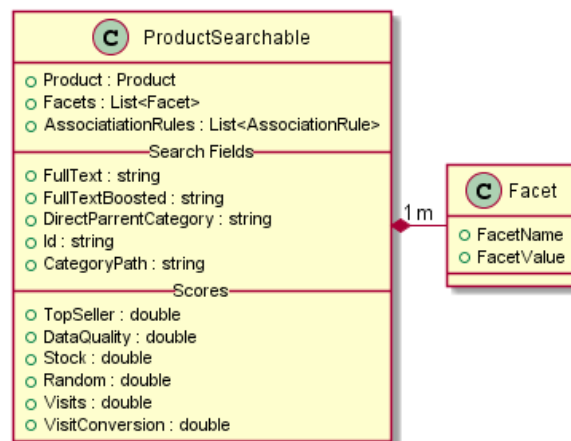 C ProductSearchable
Product : Product
Facets : List<Facet>
AssociatiationRules : List<AssociationRule>
Search Fields
FullText : string
FullTextBoosted : string
DirectParrentCategory : string
Id : string
CategoryPath : string
Scores
TopSeller : double
DataQuality : double
Stock : double
Random : double
Visits : double
VisitConversion : double
1 m
C Facet
FacetName
FacetValue